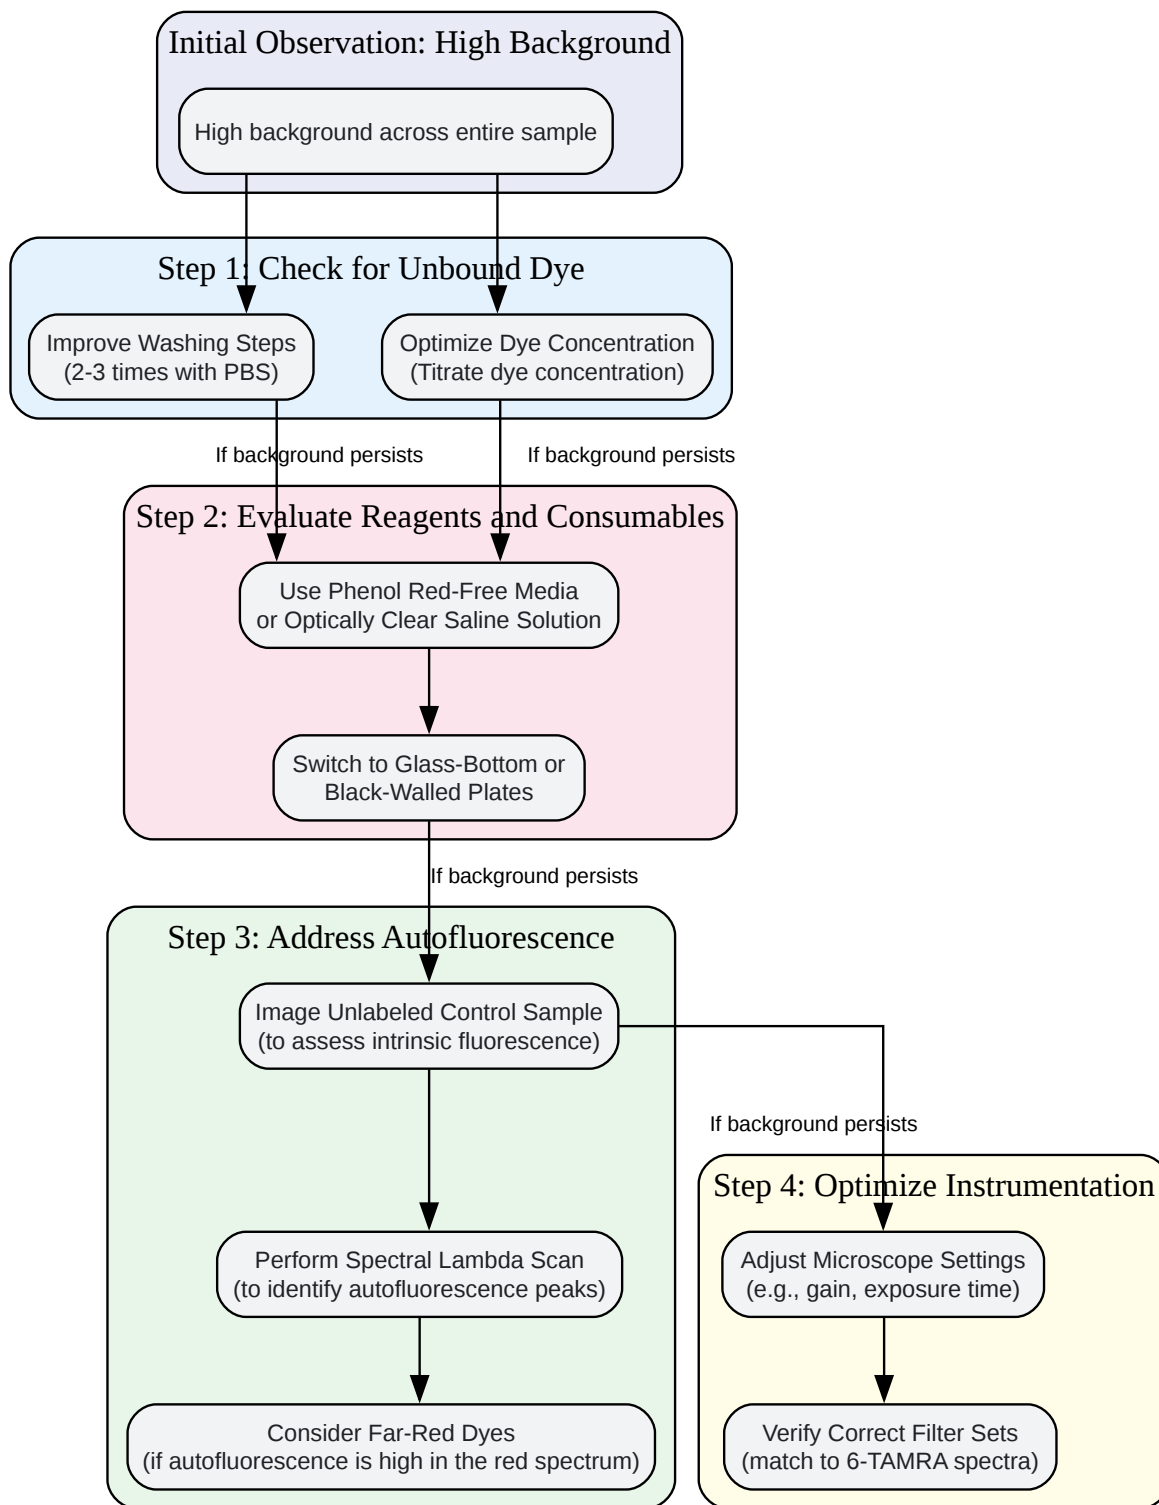 Initial Observation: High Background
High background across entire sample
Step 1: Check for Unbound Dye
Improve Washing Steps
(2-3 times with PBS)
Optimize Dye Concentration
(Titrate dye concentration)
If background persists
If background persists
Step 2: Evaluate Reagents and Consumables
Use Phenol Red-Free Media
or Optically Clear Saline Solution
Switch to Glass-Bottom or
Black-Walled Plates
If background persists
Step 3: Address Autofluorescence
Image Unlabeled Control Sample
(to assess intrinsic fluorescence)
If background persists
Perform Spectral Lambda Scan
(to identify autofluorescence peaks)
Consider Far-Red Dyes
(if autofluorescence is high in the red spectrum)
Step 4: Optimize Instrumentation
Adjust Microscope Settings
(e.g., gain, exposure time)
Verify Correct Filter Sets
(match to 6-TAMRA spectra)